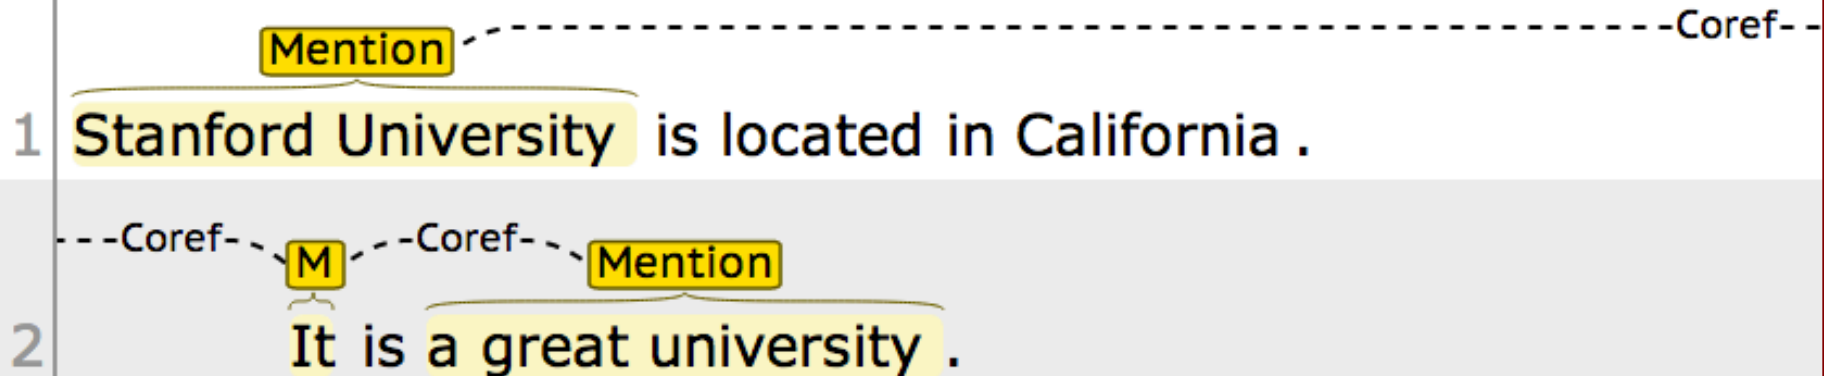 Mention -Coref-
1 Stanford University is located in California .
-Coref- M -Coref- Mention
2 It is a great university .